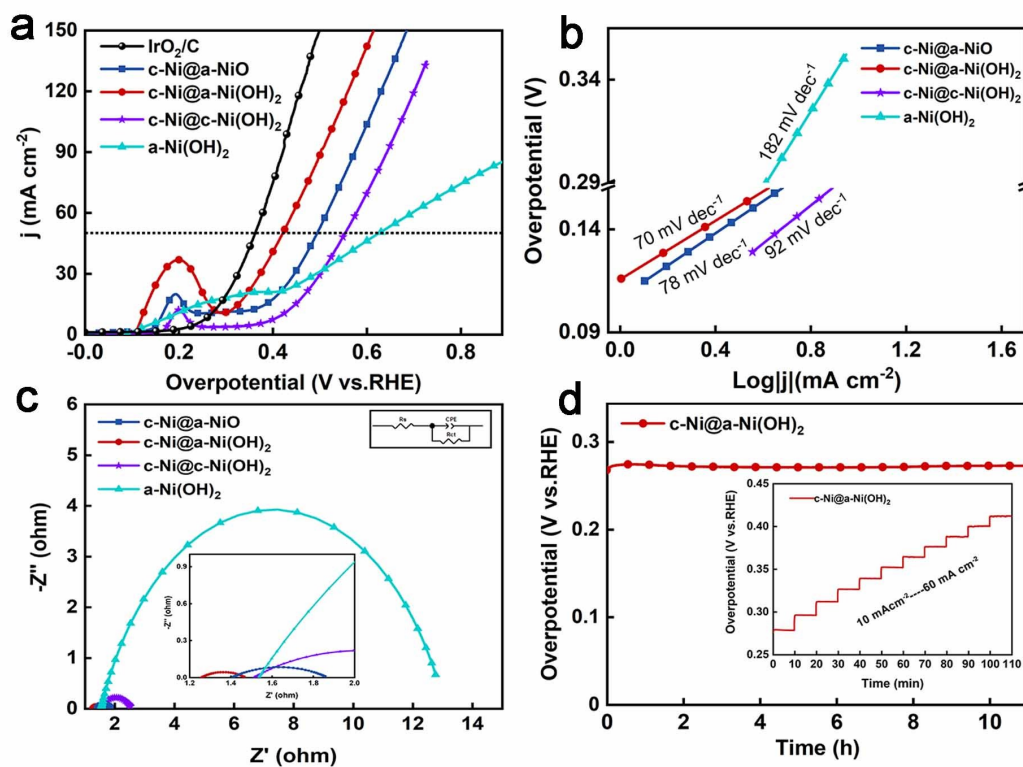 a
150
120
90
60
30
0
j (mA cm⁻²)
IrO₂/C
c-Ni@a-NiO
c-Ni@a-Ni(OH)₂
c-Ni@c-Ni(OH)₂
a-Ni(OH)₂
-0.0 0.2 0.4 0.6 0.8
Overpotential (V vs.RHE)
b
0.34
0.29
0.14
0.09
Overpotential (V)
c-Ni@a-NiO
c-Ni@a-Ni(OH)₂
c-Ni@c-Ni(OH)₂
a-Ni(OH)₂
182 mV dec⁻¹
70 mV dec⁻¹
78 mV dec⁻¹
92 mV dec⁻¹
0.0 0.4 0.8 1.2 1.6
Log|j|(mA cm⁻²)
c
6
5
4
3
2
1
0
-Z'' (ohm)
c-Ni@a-NiO
c-Ni@a-Ni(OH)₂
c-Ni@c-Ni(OH)₂
a-Ni(OH)₂
Rs
CPE
Rct
0.9
0.6
0.3
0.0
-Z'' (ohm)
1.2 1.4 1.6 1.8 2.0
Z' (ohm)
2 4 6 8 10 12 14
Z' (ohm)
d
0.3
0.2
0.1
0
Overpotential (V vs.RHE)
c-Ni@a-Ni(OH)₂
0.45
0.40
0.35
0.30
0.25
Overpotential (V vs.RHE)
c-Ni@a-Ni(OH)₂
10 mAcm⁻²----60 mA cm⁻²
0 10 20 30 40 50 60 70 80 90 100 110
Time (min)
0 2 4 6 8 10
Time (h)